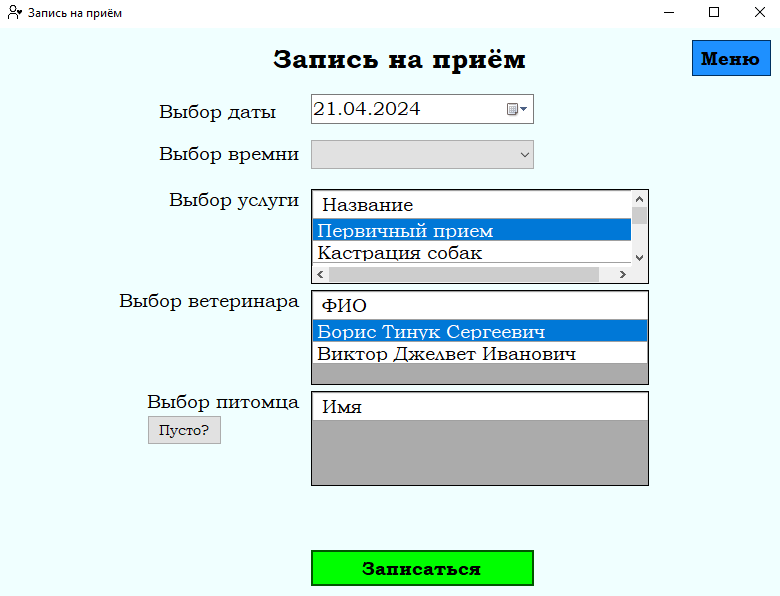 Запись на приём
Запись на приём
Меню
Выбор даты
21.04.2024
Выбор времни
Выбор услуги
Название
Первичный прием
Кастрация собак
Выбор ветеринара
ФИО
Борис Тинук Сергеевич
Виктор Джелвет Иванович
Выбор питомца
Имя
Пусто?
Записаться